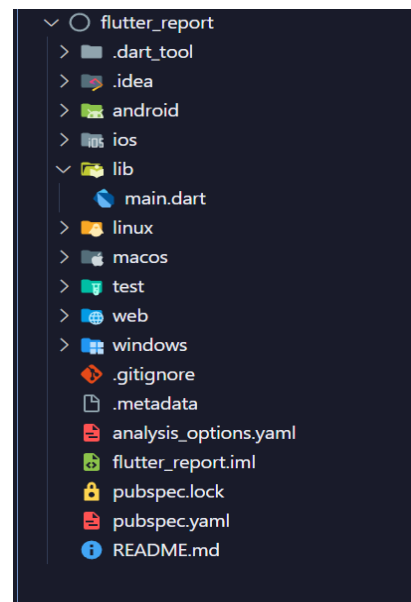 flutter_report
.dart_tool
.idea
android
iOS
ios
lib
main.dart
linux
macos
test
web
windows
.gitignore
.metadata
analysis_options.yaml
flutter_report.iml
pubspec.lock
pubspec.yaml
README.md